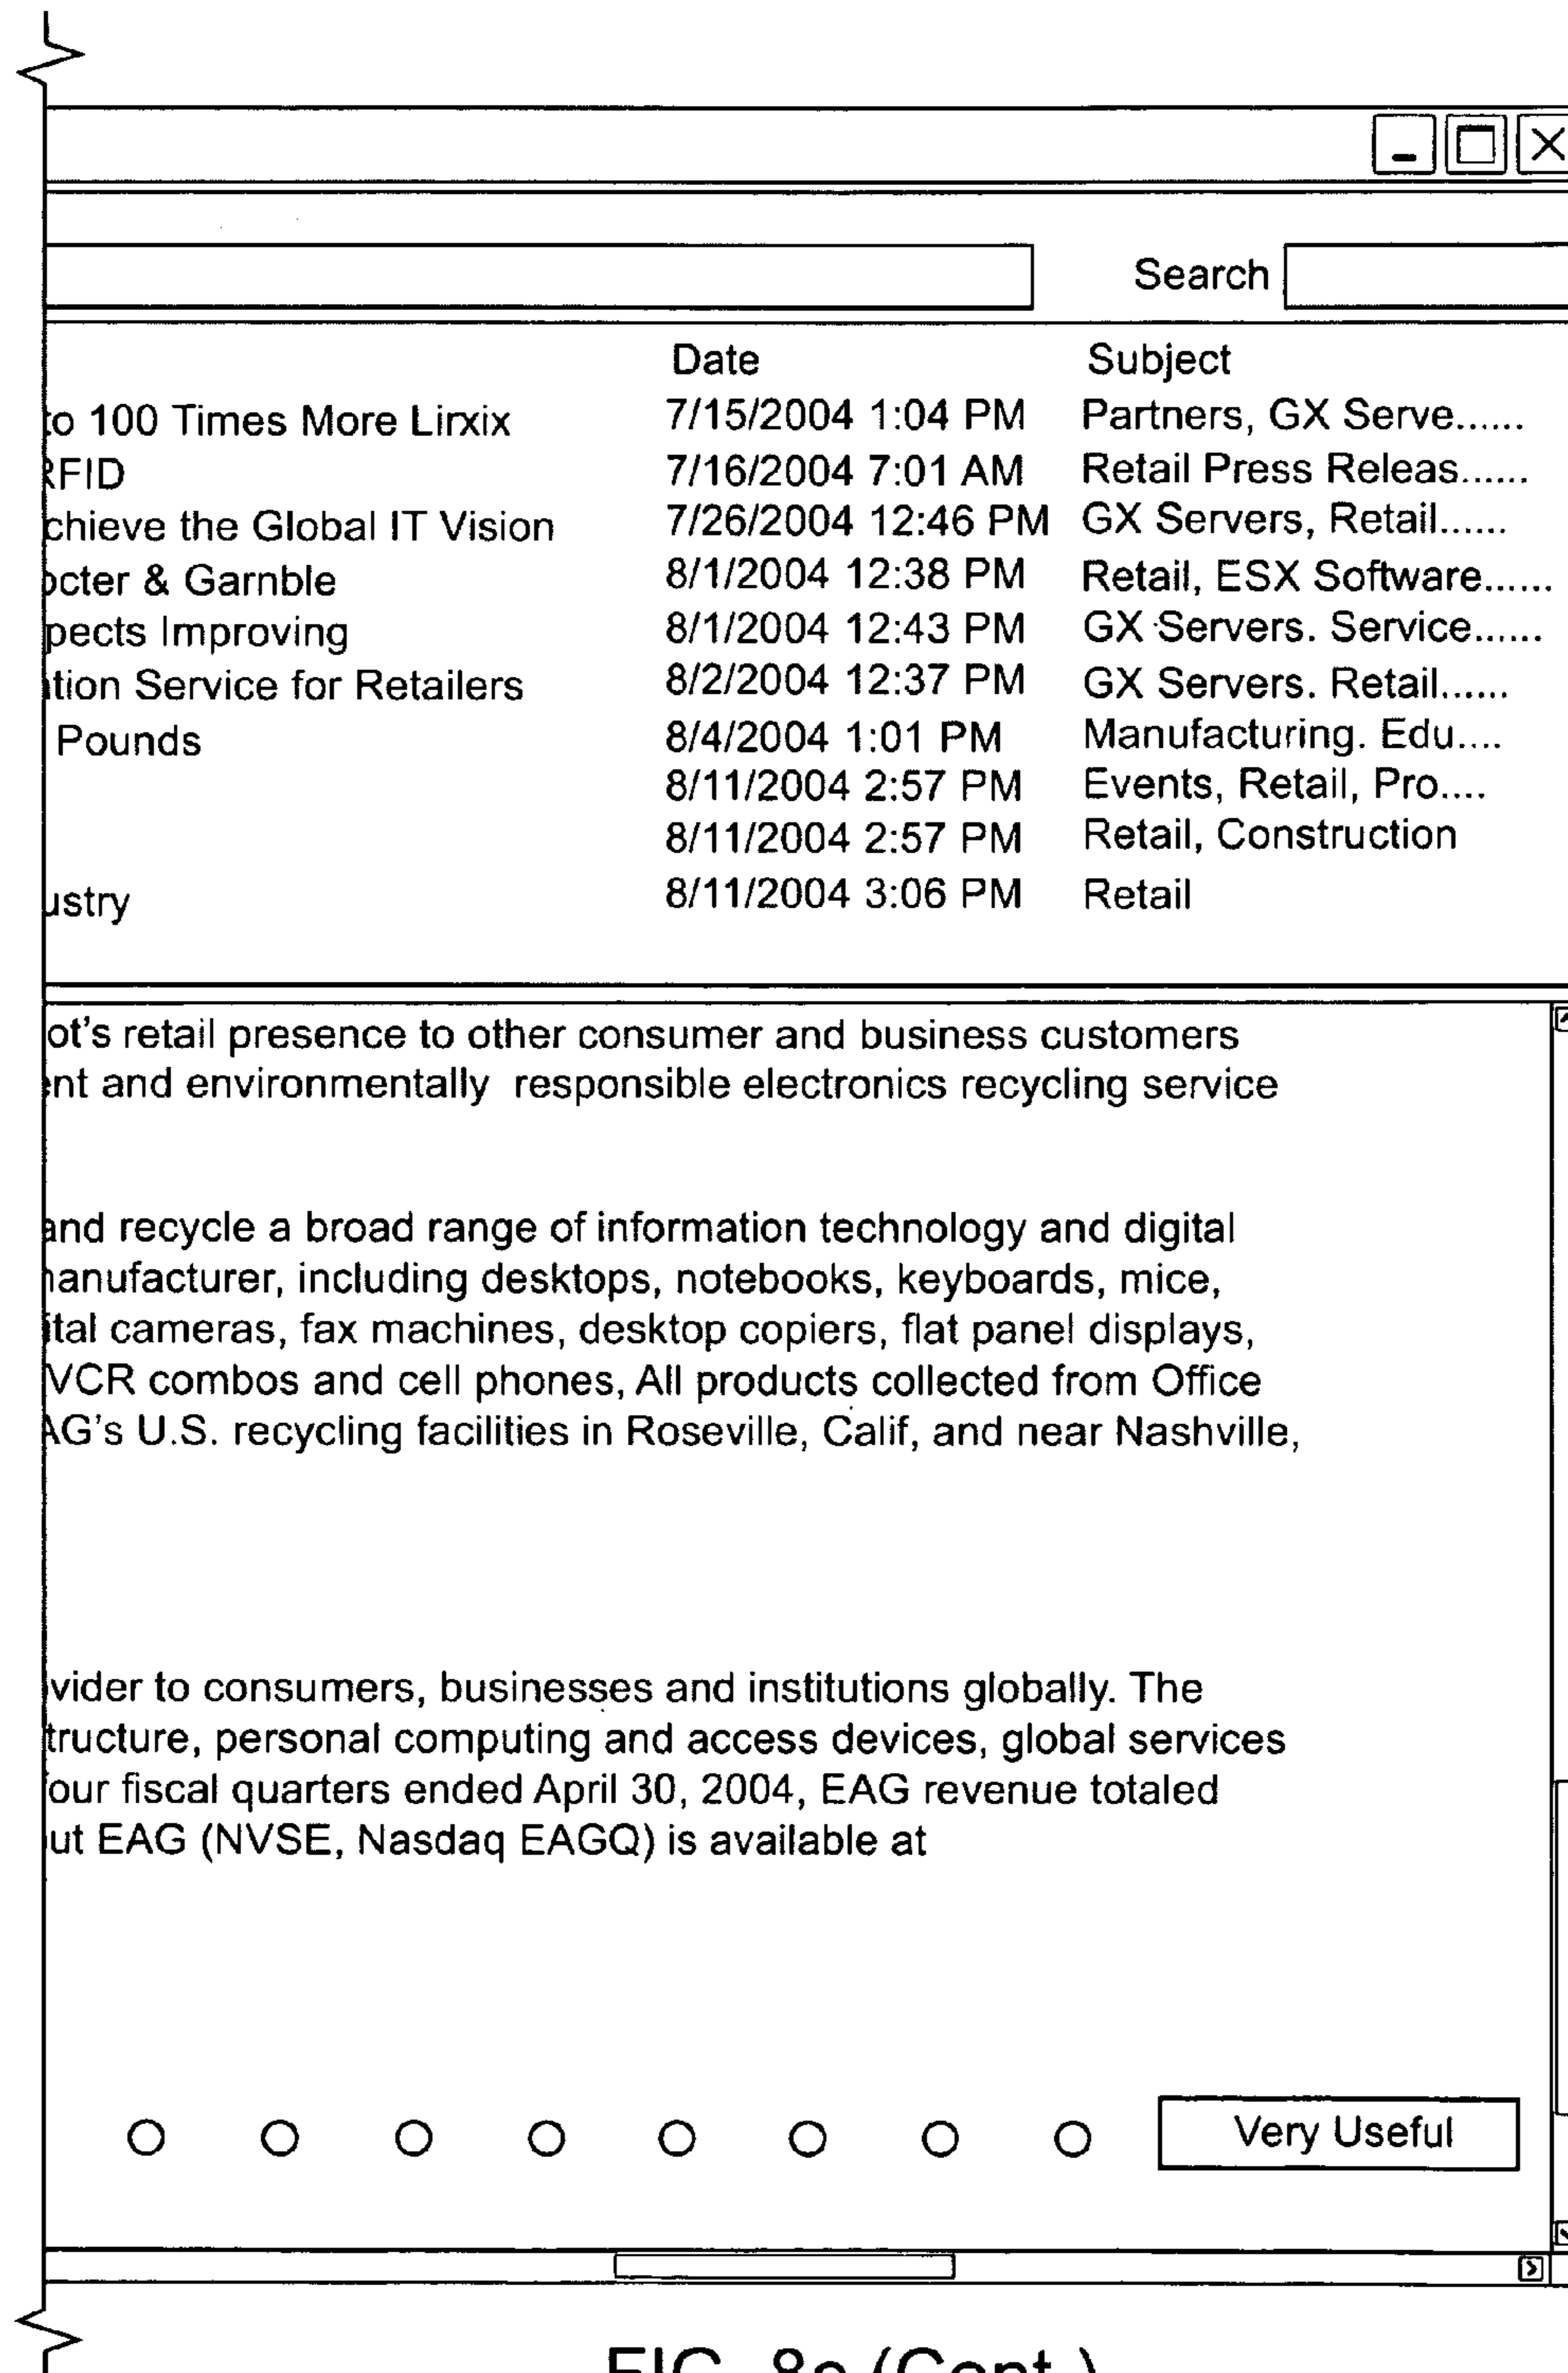 Search
Date Subject
to 100 Times More Lirxix 7/15/2004 1:04 PM Partners, GX Serve......
RFID 7/16/2004 7:01 AM Retail Press Releas......
chieve the Global IT Vision 7/26/2004 12:46 PM GX Servers, Retail......
octer & Garnble 8/1/2004 12:38 PM Retail, ESX Software......
pects Improving 8/1/2004 12:43 PM GX Servers. Service......
tion Service for Retailers 8/2/2004 12:37 PM GX Servers. Retail......
Pounds 8/4/2004 1:01 PM Manufacturing. Edu....
8/11/2004 2:57 PM Events, Retail, Pro....
8/11/2004 2:57 PM Retail, Construction
ustry 8/11/2004 3:06 PM Retail
ot's retail presence to other consumer and business customers
ent and environmentally responsible electronics recycling service
and recycle a broad range of information technology and digital
nanufacturer, including desktops, notebooks, keyboards, mice,
ital cameras, fax machines, desktop copiers, flat panel displays,
VCR combos and cell phones, All products collected from Office
AG's U.S. recycling facilities in Roseville, Calif, and near Nashville,
vider to consumers, businesses and institutions globally. The
tructure, personal computing and access devices, global services
our fiscal quarters ended April 30, 2004, EAG revenue totaled
ut EAG (NVSE, Nasdaq EAGQ) is available at
Very Useful
(Cont.)